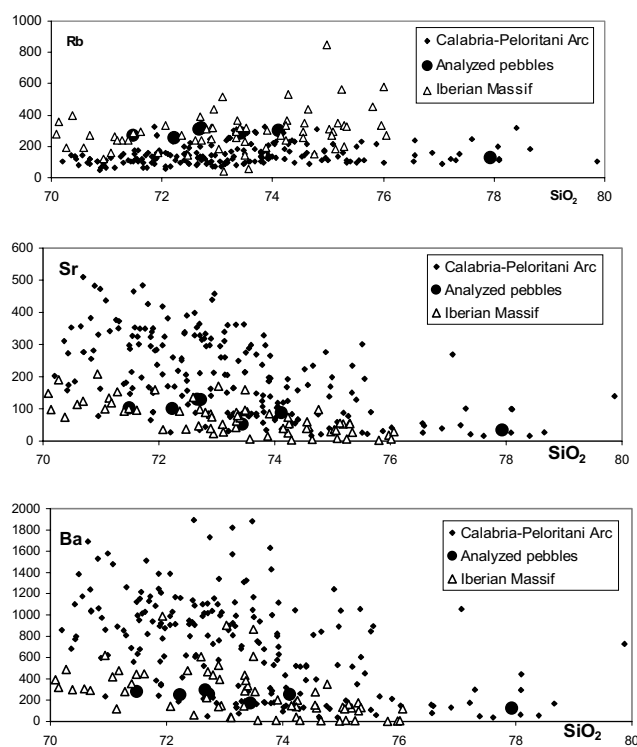 Rb
1000
800
600
400
200
0
Calabria-Peloritani Arc
Analyzed pebbles
Iberian Massif
70 72 74 76 78 80
SiO2
Sr
600
500
400
300
200
100
0
Calabria-Peloritani Arc
Analyzed pebbles
Iberian Massif
70 72 74 76 78 80
SiO2
Ba
2000
1800
1600
1400
1200
1000
800
600
400
200
0
Calabria-Peloritani Arc
Analyzed pebbles
Iberian Massif
70 72 74 76 78 80
SiO2